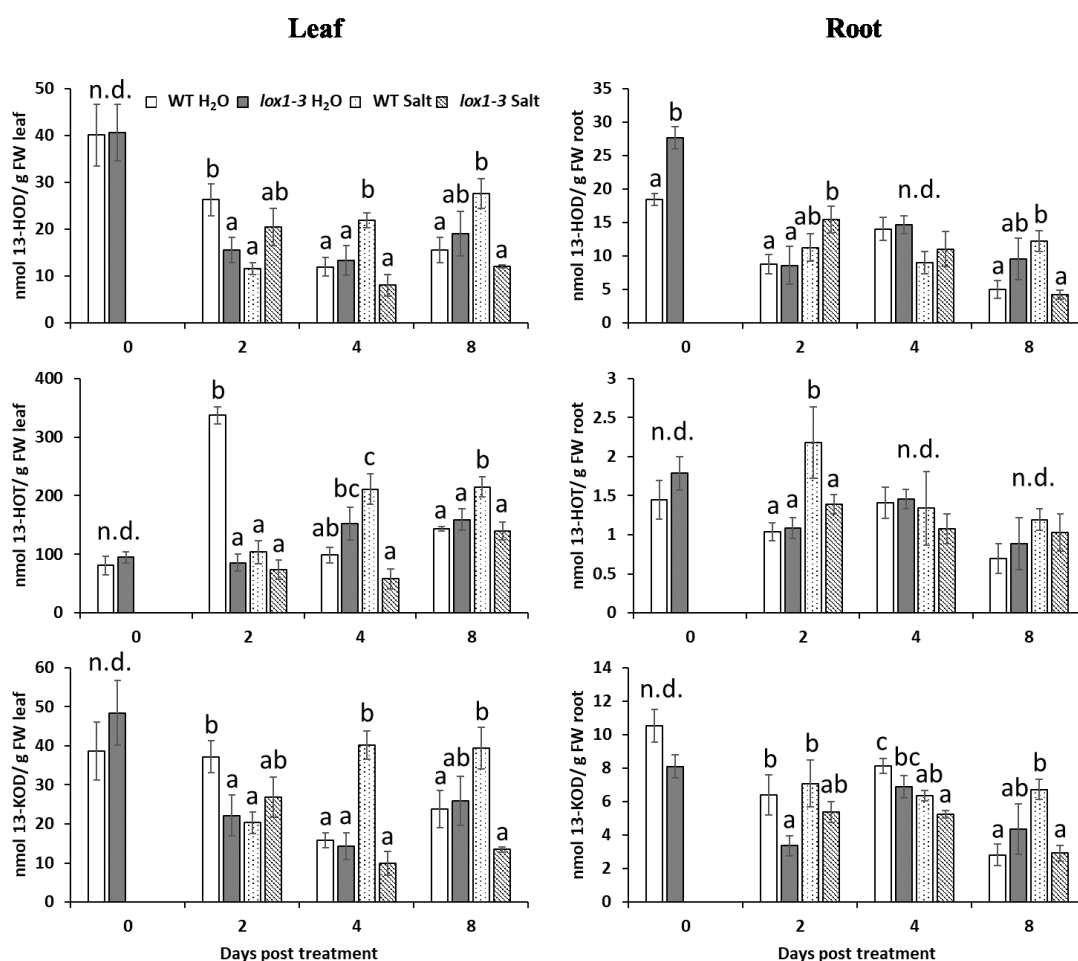 Leaf
Root
n.d.
WT H₂O lox1-3 H₂O WT Salt lox1-3 Salt
nmol 13-HOD/ g FW leaf
50
40
30
20
10
0
b
a
a
ab
a
a
b
a
a
ab
b
a
0 2 4 8
nmol 13-HOD/ g FW root
35
30
25
20
15
10
5
0
a
b
a
a
ab
b
n.d.
a
ab
b
a
0 2 4 8
nmol 13-HOT/ g FW leaf
400
300
200
100
0
n.d.
b
a
a
a
ab
bc
c
a
a
a
b
a
0 2 4 8
nmol 13-HOT/ g FW root
3
2.5
2
1.5
1
0.5
0
n.d.
a
a
b
a
n.d.
n.d.
0 2 4 8
nmol 13-KOD/ g FW leaf
60
50
40
30
20
10
0
n.d.
b
a
a
ab
a
a
b
a
a
ab
b
a
0 2 4 8
Days post treatment
nmol 13-KOD/ g FW root
14
12
10
8
6
4
2
0
n.d.
b
a
b
ab
c
bc
ab
a
a
ab
b
a
0 2 4 8
Days post treatment